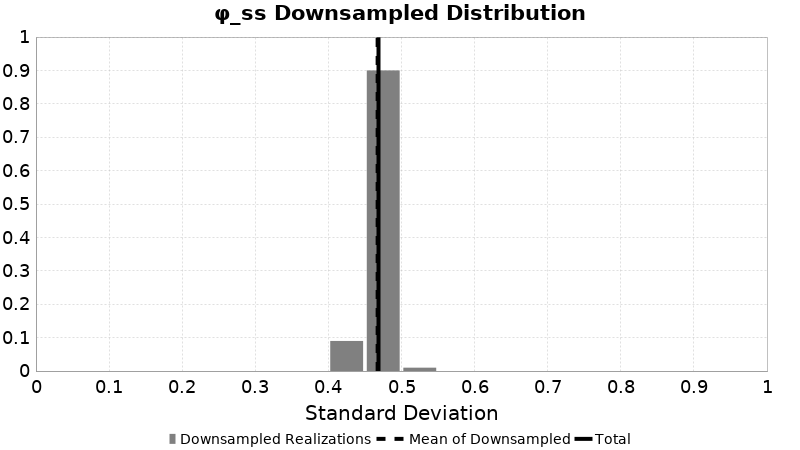 φ_ss Downsampled Distribution
1
0.9
0.8
0.7
0.6
0.5
0.4
0.3
0.2
0.1
0
0 0.1 0.2 0.3 0.4 0.5 0.6 0.7 0.8 0.9 1
Standard Deviation
Downsampled Realizations Mean of Downsampled Total